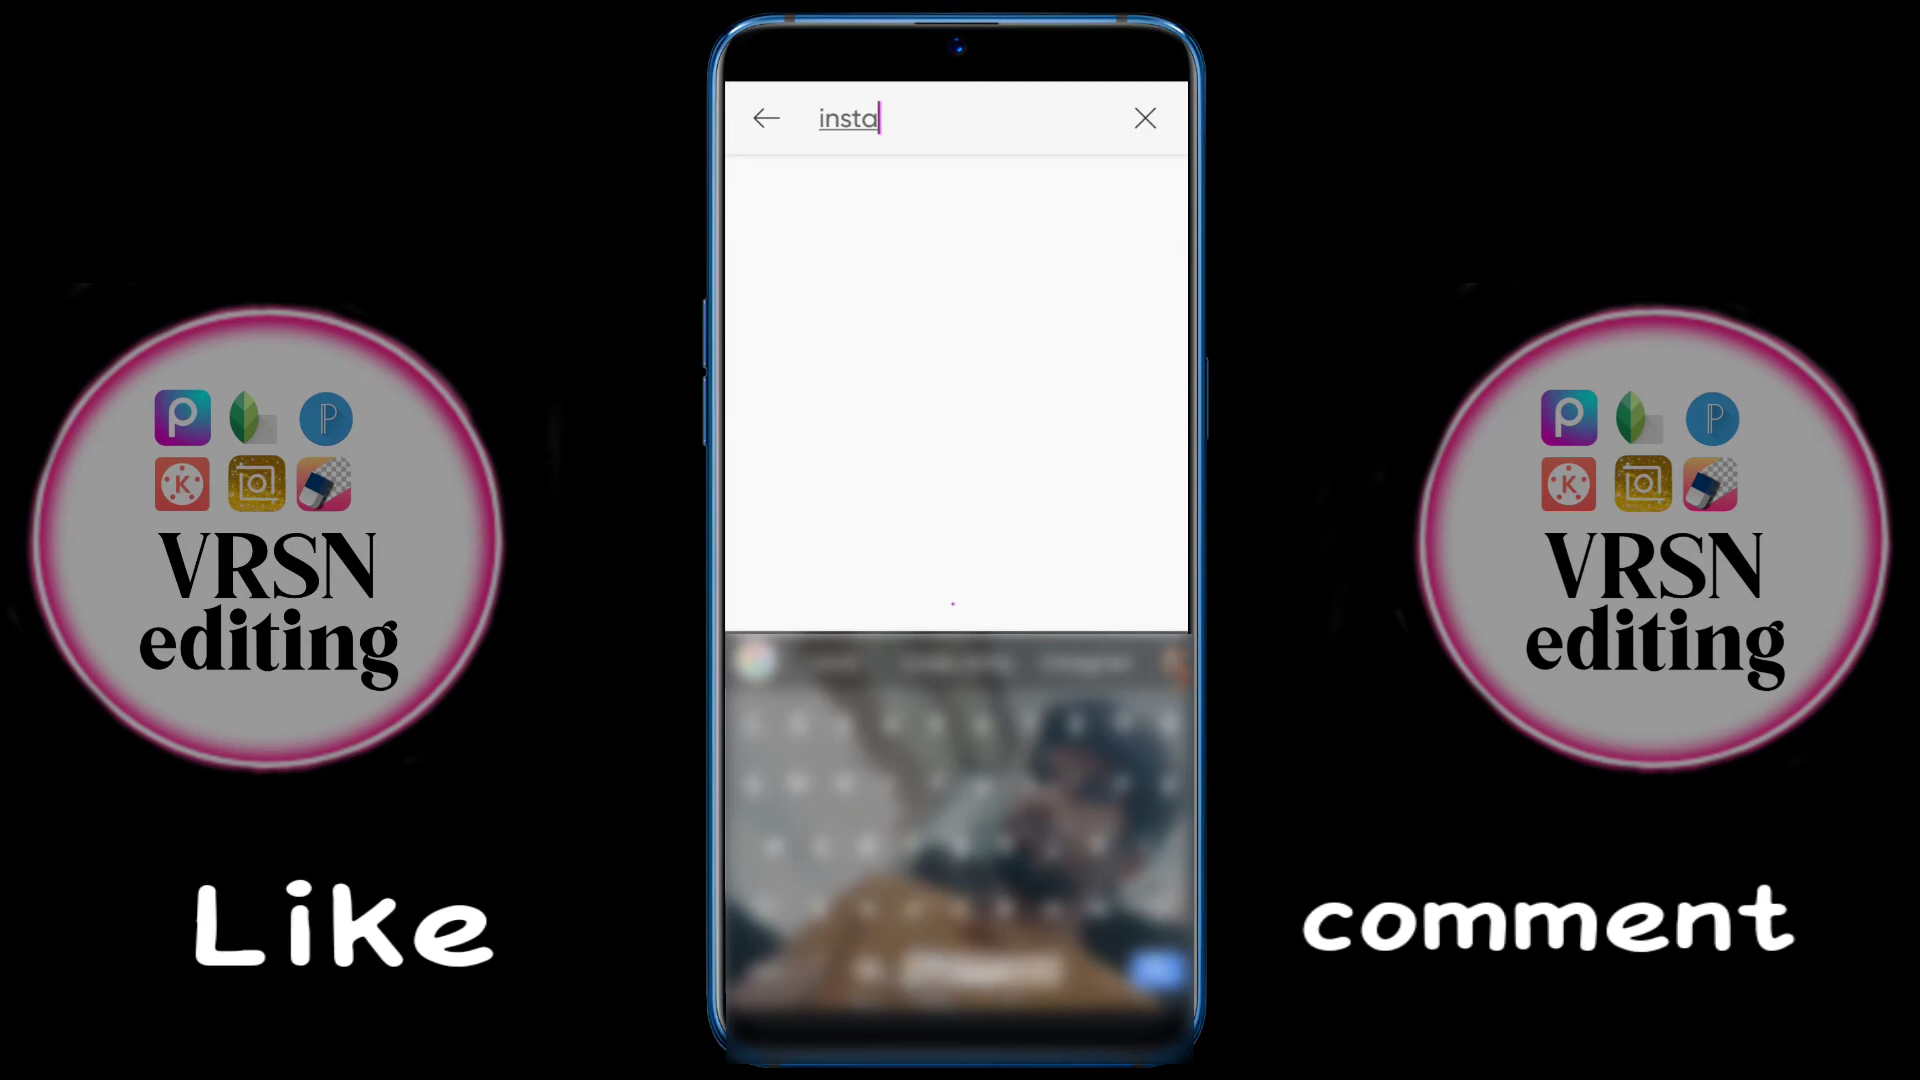 insta
VRSN
editing
VRSN
editing
Like
comment